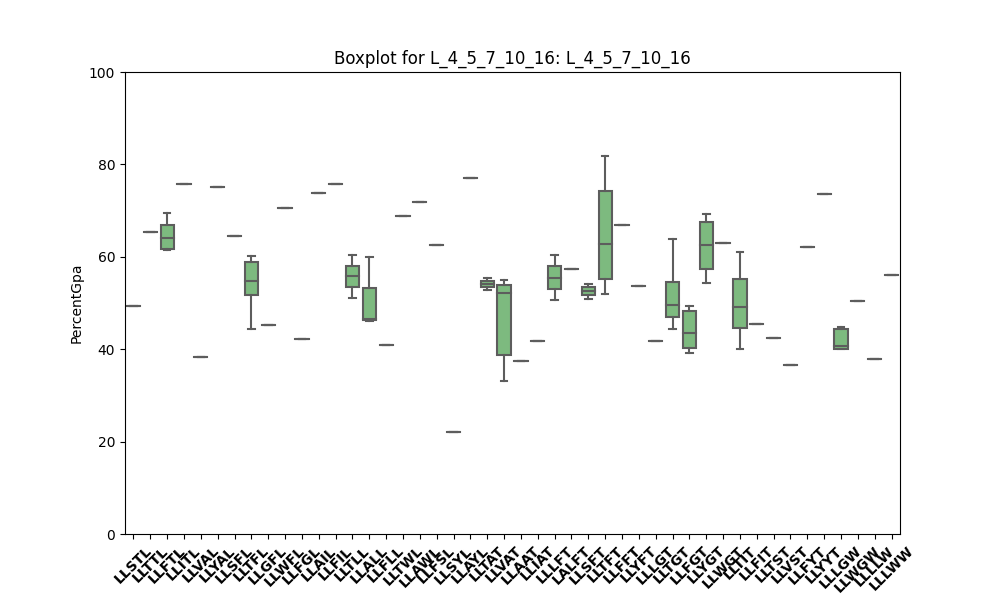 Boxplot for L_4_5_7_10_16: L_4_5_7_10_16
100
80
60
40
20
0
PercentGpa
LLSTL
LLTTL
LLFTL
LLITL
LLVAL
LLYAL
LLSFL
LLTFL
LLGFL
LLWFL
LLFGL
LLAIL
LLFIL
LLTLL
LLALL
LLFLL
LLTWL
LLAWL
LLFSL
LLSYL
LLAYL
LLTAT
LLVAT
LLAAT
LLIAT
LLLFT
LALFT
LLSFT
LLTFT
LLFFT
LLYFT
LLLGT
LLTGT
LLFGT
LLYGT
LLWGT
LLTIT
LLFIT
LLTST
LLVST
LLFYT
LLYYT
LLLGW
LLWGW
LLLIW
LLLWW